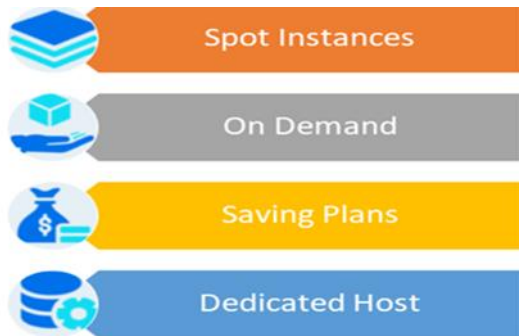 Spot Instances
On Demand
$
Saving Plans
Dedicated Host